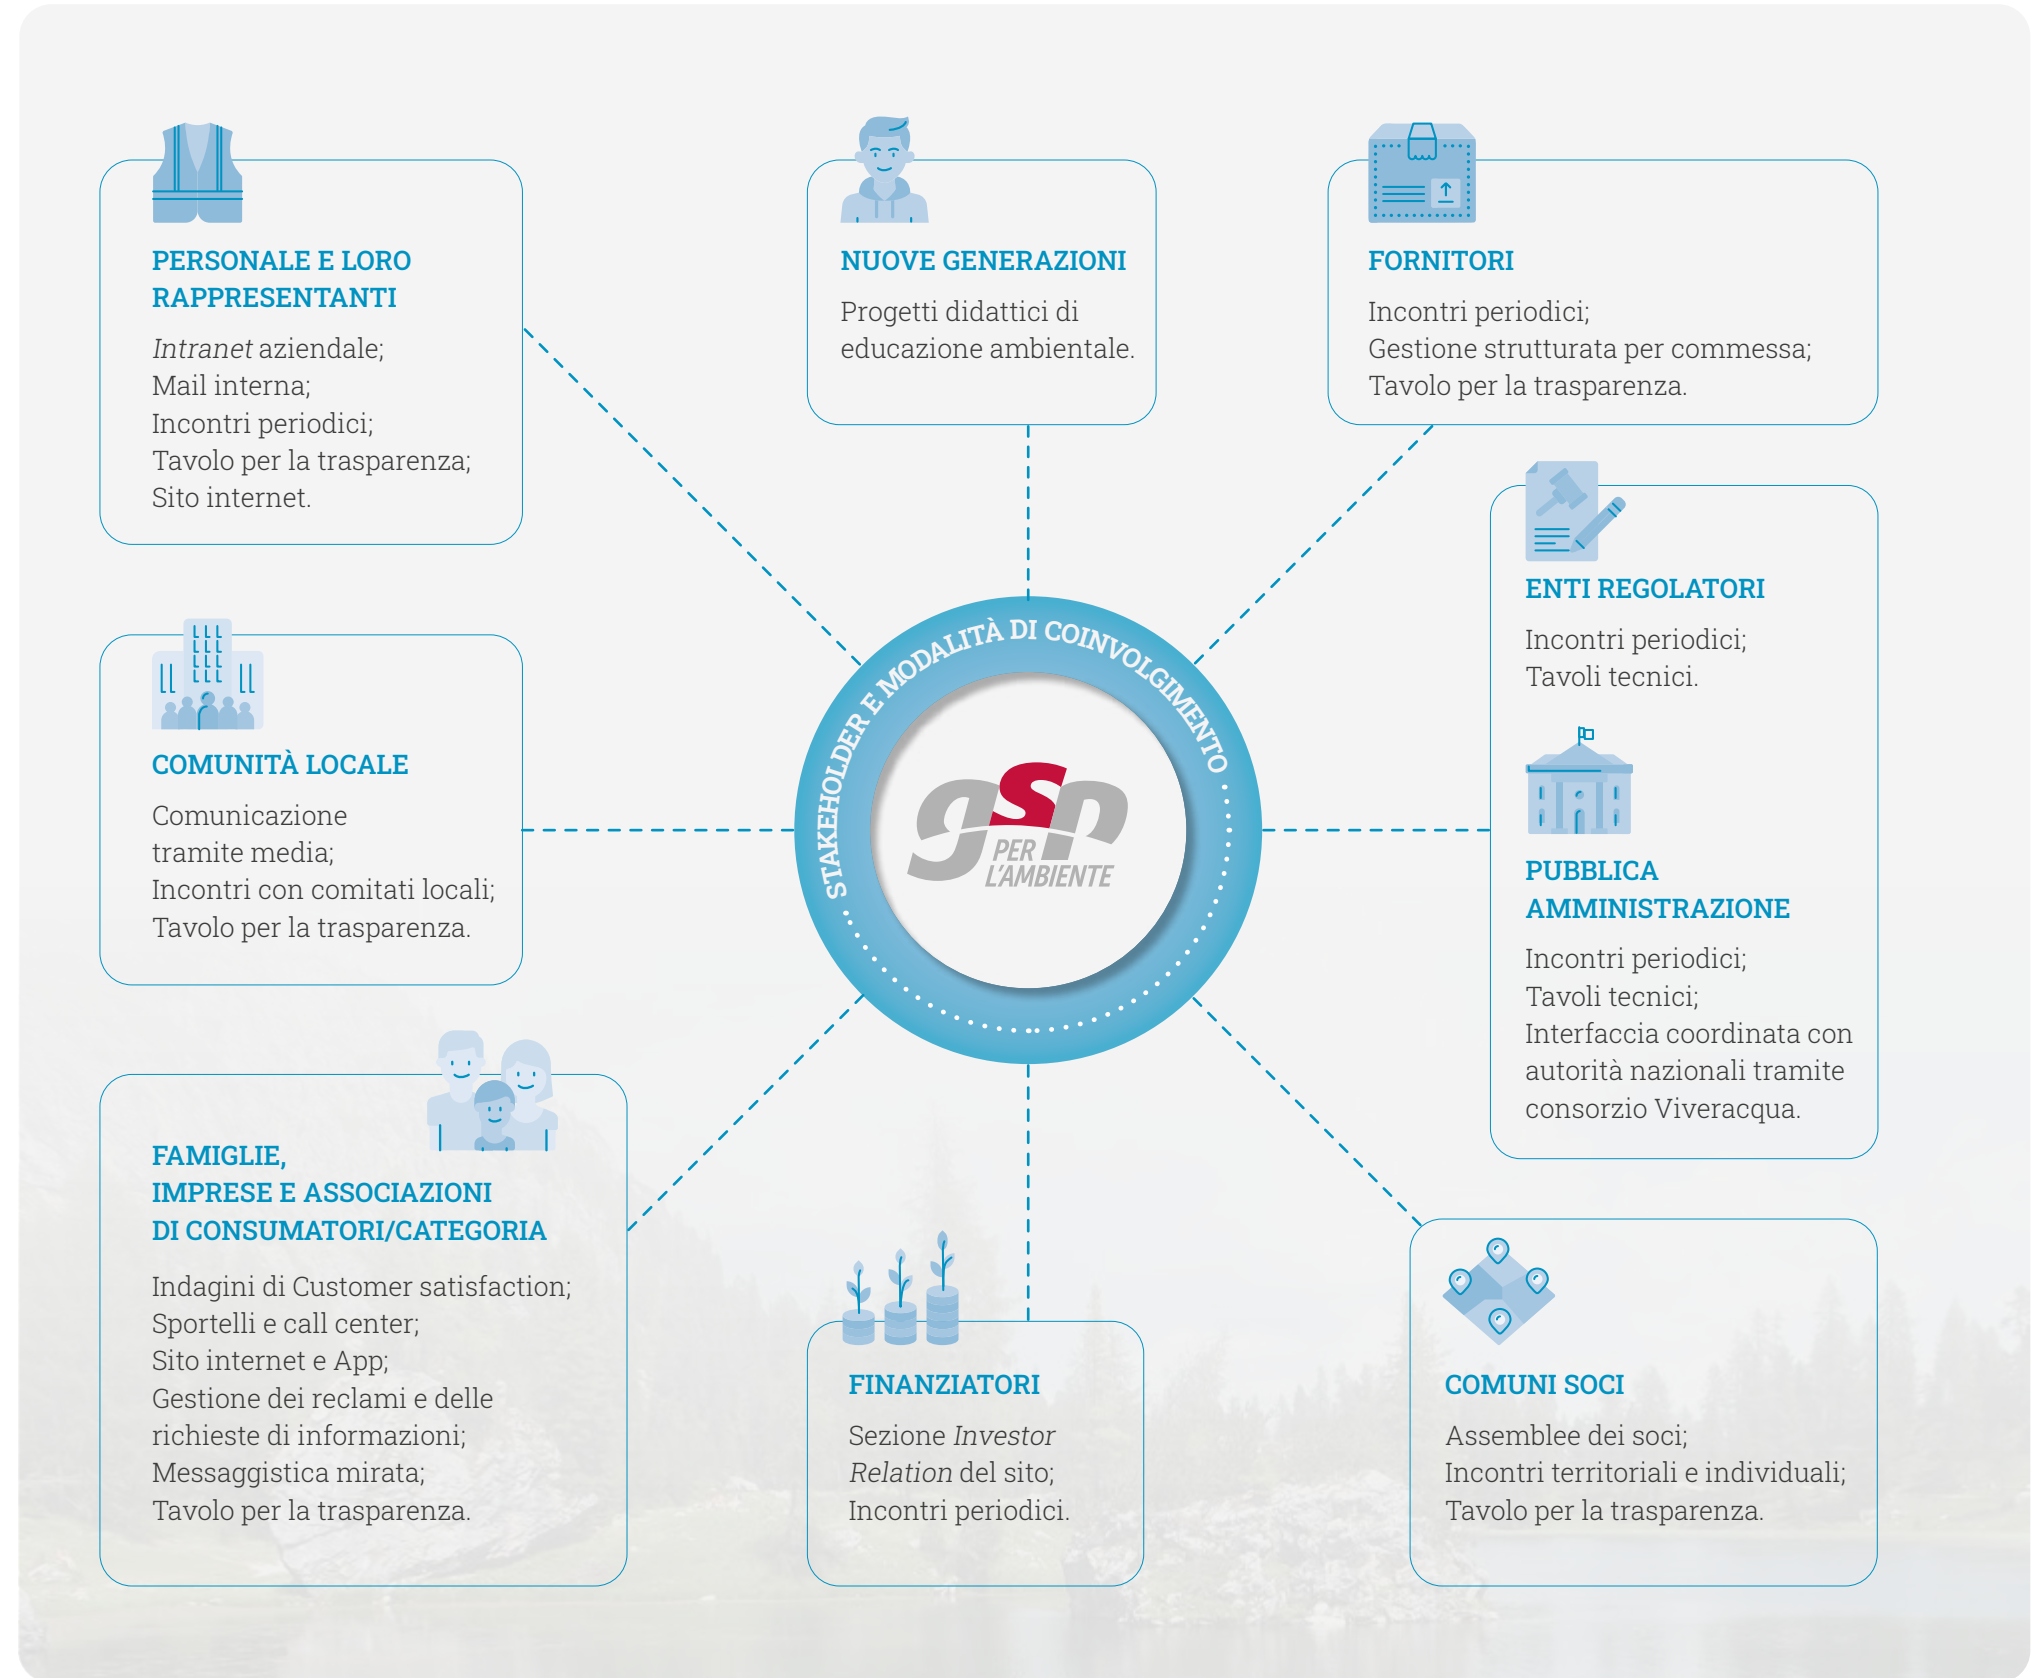 PERSONALE E LORO
RAPPRESENTANTI
Intranet aziendale;
Mail interna;
Incontri periodici;
Tavolo per la trasparenza;
Sito internet.
NUOVE GENERAZIONI
Progetti didattici di
educazione ambientale.
FORNITORI
Incontri periodici;
Gestione strutturata per commessa;
Tavolo per la trasparenza.
ENTI REGOLATORI
Incontri periodici;
Tavoli tecnici.
PUBBLICA
AMMINISTRAZIONE
Incontri periodici;
Tavoli tecnici;
Interfaccia coordinata con
autorità nazionali tramite
consorzio Viveracqua.
COMUNITÀ LOCALE
Comunicazione
tramite media;
Incontri con comitati locali;
Tavolo per la trasparenza.
STAKEHOLDER E MODALITÀ DI COINVOLGIMENTO
gsp
PER
L'AMBIENTE
FAMIGLIE,
IMPRESE E ASSOCIAZIONI
DI CONSUMATORI/CATEGORIA
Indagini di Customer satisfaction;
Sportelli e call center;
Sito internet e App;
Gestione dei reclami e delle
richieste di informazioni;
Messaggistica mirata;
Tavolo per la trasparenza.
FINANZIATORI
Sezione Investor
Relation del sito;
Incontri periodici.
COMUNI SOCI
Assemblee dei soci;
Incontri territoriali e individuali;
Tavolo per la trasparenza.